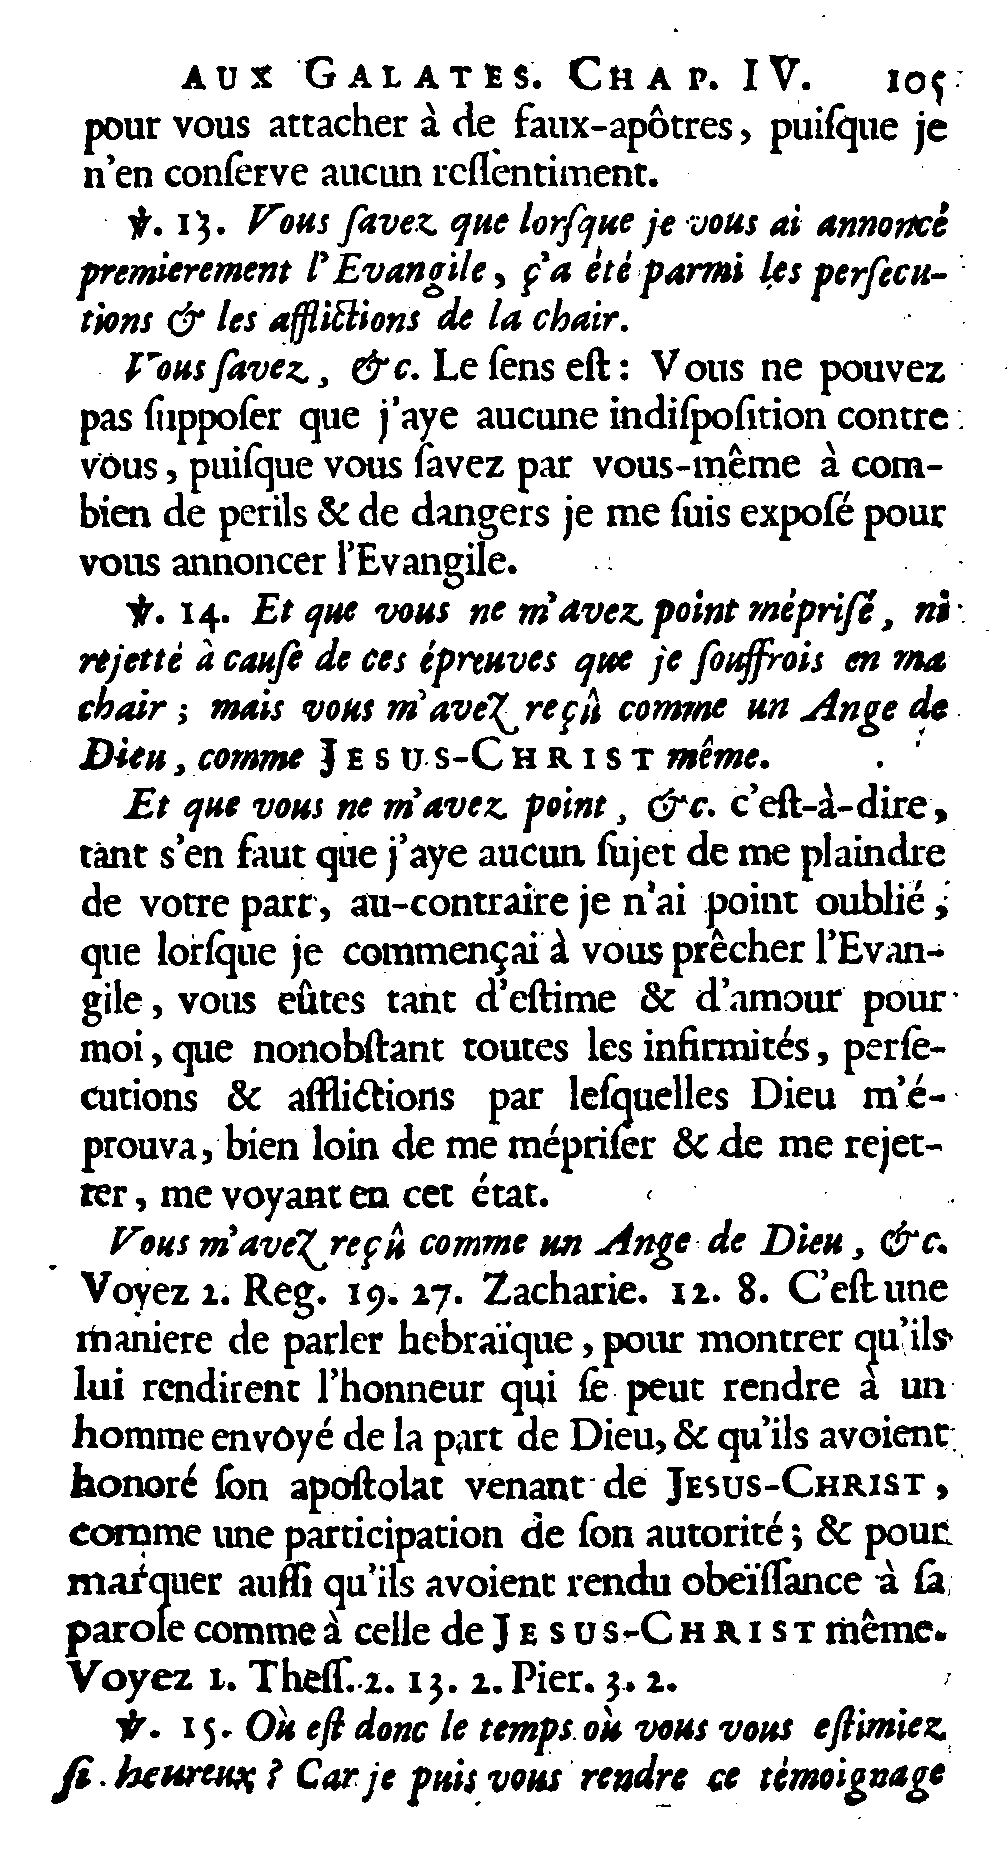 AUX GALATES. CHAP. IV. 105
pour vous attacher à de faux-apôtres, puiſque je
n'en conſerve aucun reſſentiment.
℣. 13. Vous ſavez que lorſque je vous ai annoncé
premierement l'Evangile, ç'a été parmi les perſecu-
tions & les afflictions de la chair.
Vous ſavez, &c. Le ſens eſt : Vous ne pouvez
pas ſuppoſer que j'aye aucune indiſpoſition contre
vous, puiſque vous ſavez par vous-même à com-
bien de perils & de dangers je me ſuis expoſé pour
vous annoncer l'Evangile.
℣. 14. Et que vous ne m'avez point mépriſé, ni
rejetté à cauſe de ces épreuves que je ſouffrois en ma
chair ; mais vous m'avez reçû comme un Ange de
Dieu, comme JESUS-CHRIST même.
Et que vous ne m'avez point, &c. c'eſt-à-dire,
tant s'en faut que j'aye aucun ſujet de me plaindre
de votre part, au-contraire je n'ai point oublié,
que lorſque je commençai à vous prêcher l'Evan-
gile, vous eûtes tant d'eſtime & d'amour pour
moi, que nonobſtant toutes les infirmités, perſe-
cutions & afflictions par leſquelles Dieu m'é-
prouva, bien loin de me mépriſer & de me rejet-
ter, me voyant en cet état.
Vous m'avez reçû comme un Ange de Dieu, &c.
Voyez 2. Reg. 19. 27. Zacharie. 12. 8. C'eſt une
maniere de parler hebraïque, pour montrer qu'ils
lui rendirent l'honneur qui ſe peut rendre à un
homme envoyé de la part de Dieu, & qu'ils avoient
honoré ſon apoſtolat venant de JESUS-CHRIST,
comme une participation de ſon autorité ; & pour
marquer auſſi qu'ils avoient rendu obeïſſance à ſa
parole comme à celle de JESUS-CHRIST même.
Voyez 1. Theſſ. 2. 13. 2. Pier. 3. 2.
℣. 15. Où eſt donc le temps où vous vous eſtimiez
ſi heureux ? Car je puis vous rendre ce témoignage